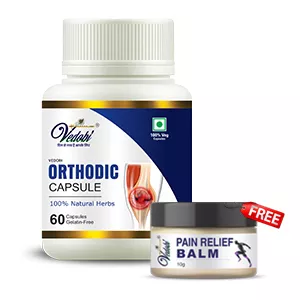 Vedobi
100% Veg
Capsules
VEDOBI
ORTHODIC
CAPSULE
100% Natural Herbs
60 Capsules
Gelatin-Free
FREE
Vedobi
PAIN RELIEF
BALM
10g